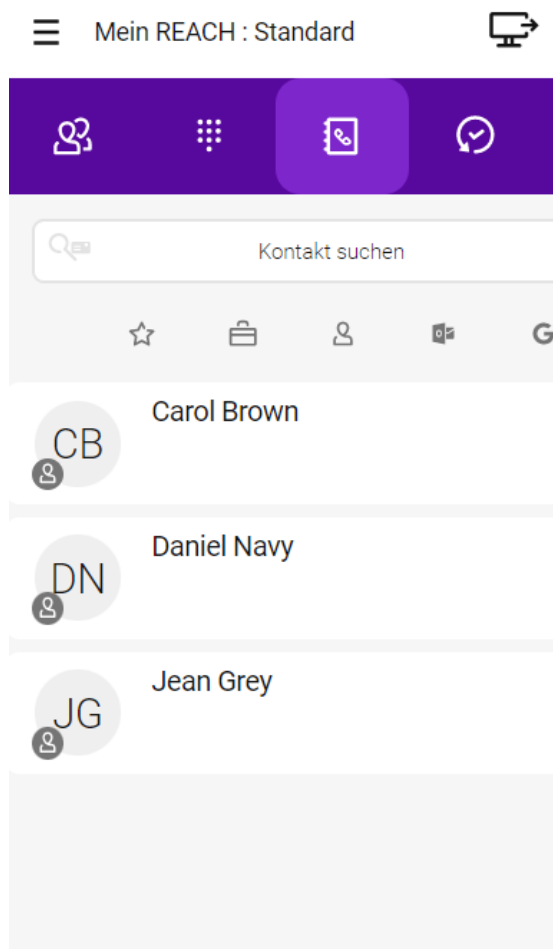 Mein REACH : Standard
Kontakt suchen
G
CB
Carol Brown
DN
Daniel Navy
JG
Jean Grey